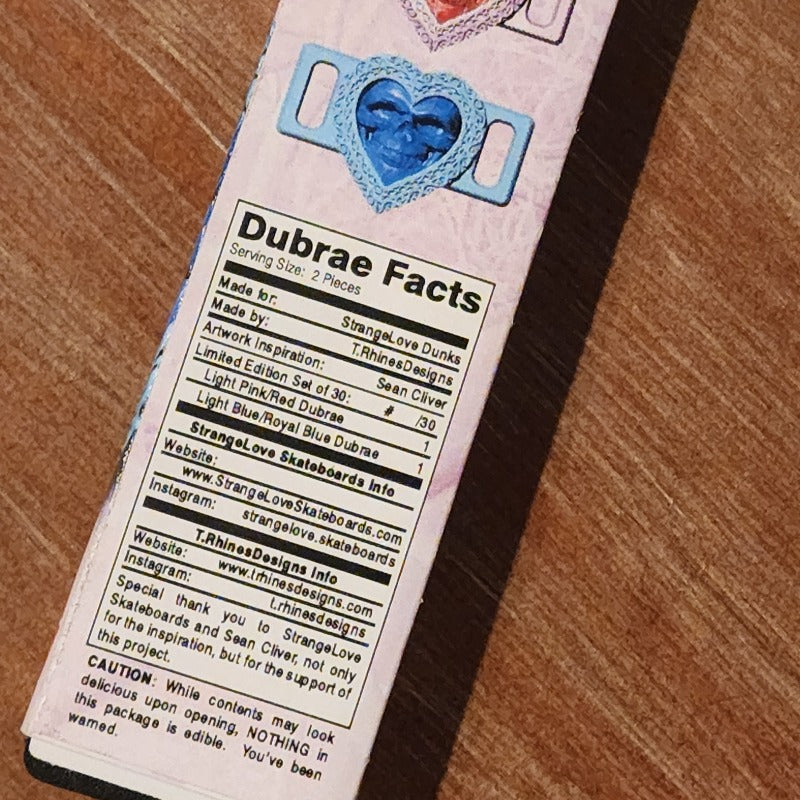 Dubrae Facts
Serving Size: 2 Pieces
Made for: StrangeLove Dunks
Made by: T.RhinesDesigns
Artwork Inspiration: Sean Cliver
Limited Edition Set of 30: # /30
Light Pink/Red Dubrae 1
Light Blue/Royal Blue Dubrae 1
StrangeLove Skateboards Info
Website:
www.StrangeLoveSkateboards.com
Instagram: strangelove.skateboards
T.RhinesDesigns Info
Website: www.trhinesdesigns.com
Instagram: t.rhinesdesigns
Special thank you to StrangeLove
Skateboards and Sean Cliver, not only
for the inspiration, but for the support of
this project.
CAUTION: While contents may look
delicious upon opening, NOTHING in
this package is edible. You've been
warned.